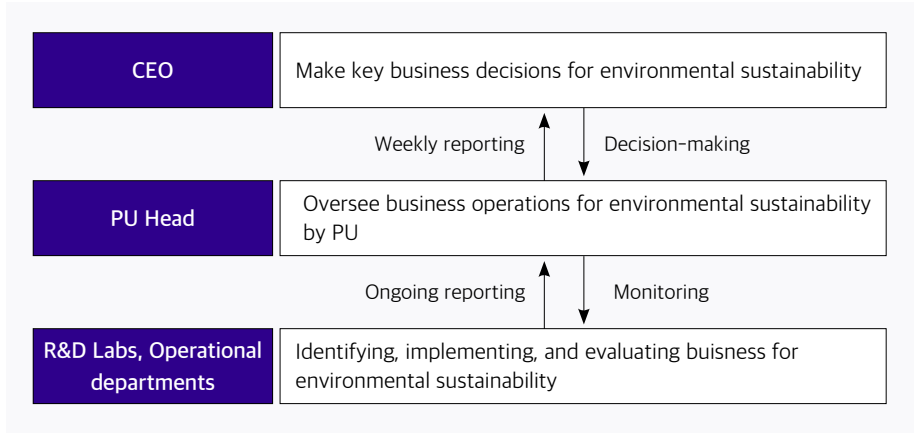 CEO
Make key business decisions for environmental sustainability
Weekly reporting
Decision-making
PU Head
Oversee business operations for environmental sustainability
by PU
Ongoing reporting
Monitoring
R&D Labs, Operational
departments
Identifying, implementing, and evaluating buisness for
environmental sustainability